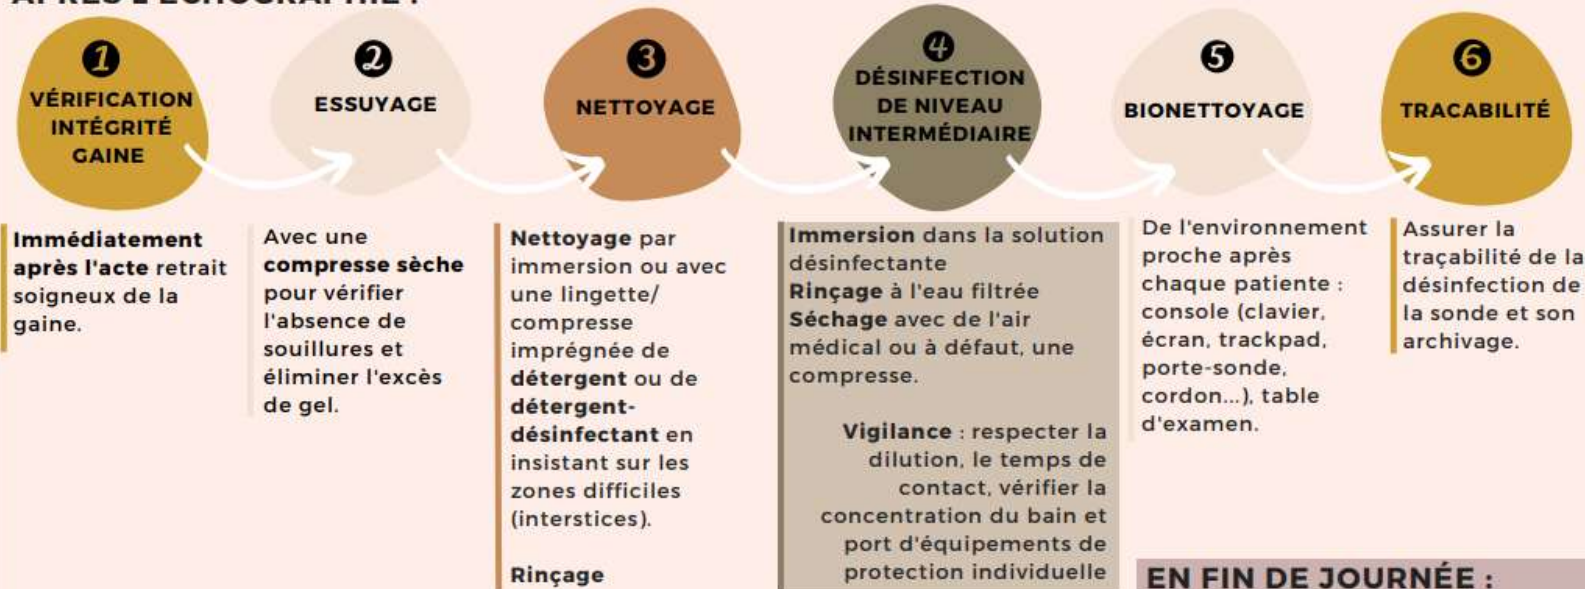 APRÈS L'ÉCHOGRAPHIE :
1
VÉRIFICATION
INTÉGRITÉ
GAINE
Immédiatement
après l'acte retrait
soigneux de la
gaine.
2
ESSUYAGE
Avec une
compresse sèche
pour vérifier
l'absence de
souillures et
éliminer l'excès
de gel.
3
NETTOYAGE
Nettoyage par
immersion ou avec
une lingette/
compresse
imprégnée de
détergent ou de
détergent-
désinfectant en
insistant sur les
zones difficiles
(interstices).
Rinçage
4
DÉSINFECTION
DE NIVEAU
INTERMÉDIAIRE
Immersion dans la solution
désinfectante
Rinçage à l'eau filtrée
Séchage avec de l'air
médical ou à défaut, une
compresse.
Vigilance : respecter la
dilution, le temps de
contact, vérifier la
concentration du bain et
port d'équipements de
protection individuelle
5
BIONETTOYAGE
De l'environnement
proche après
chaque patiente :
console (clavier,
écran, trackpad,
porte-sonde,
cordon...), table
d'examen.
6
TRACABILITÉ
Assurer la
traçabilité de la
désinfection de
la sonde et son
archivage.
EN FIN DE JOURNÉE :